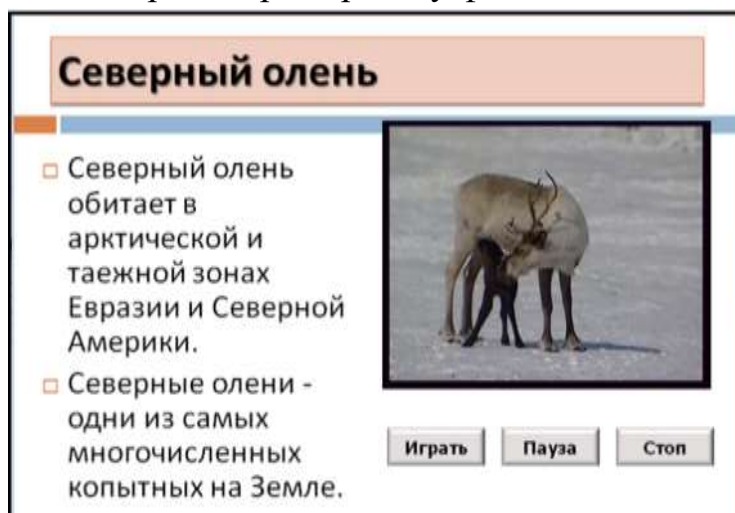 Северный олень
Северный олень
обитает в
арктической и
таежной зонах
Евразии и Северной
Америки.
Северные олени -
одни из самых
многочисленных
копытных на Земле.
Играть Пауза Стоп